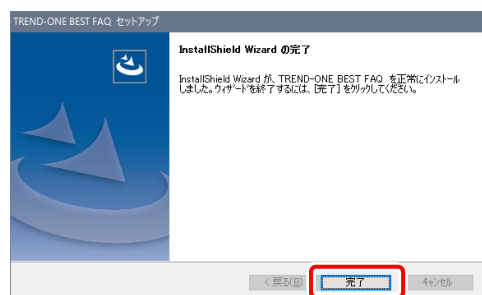 TREND-ONE BEST FAQ セットアップ
InstallShield Wizard の完了
InstallShield Wizard が、TREND-ONE BEST FAQ を正常にインストール
しました。ウィザードを終了するには、[完了]をクリックしてください。
< 戻る(B)
完了
キャンセル